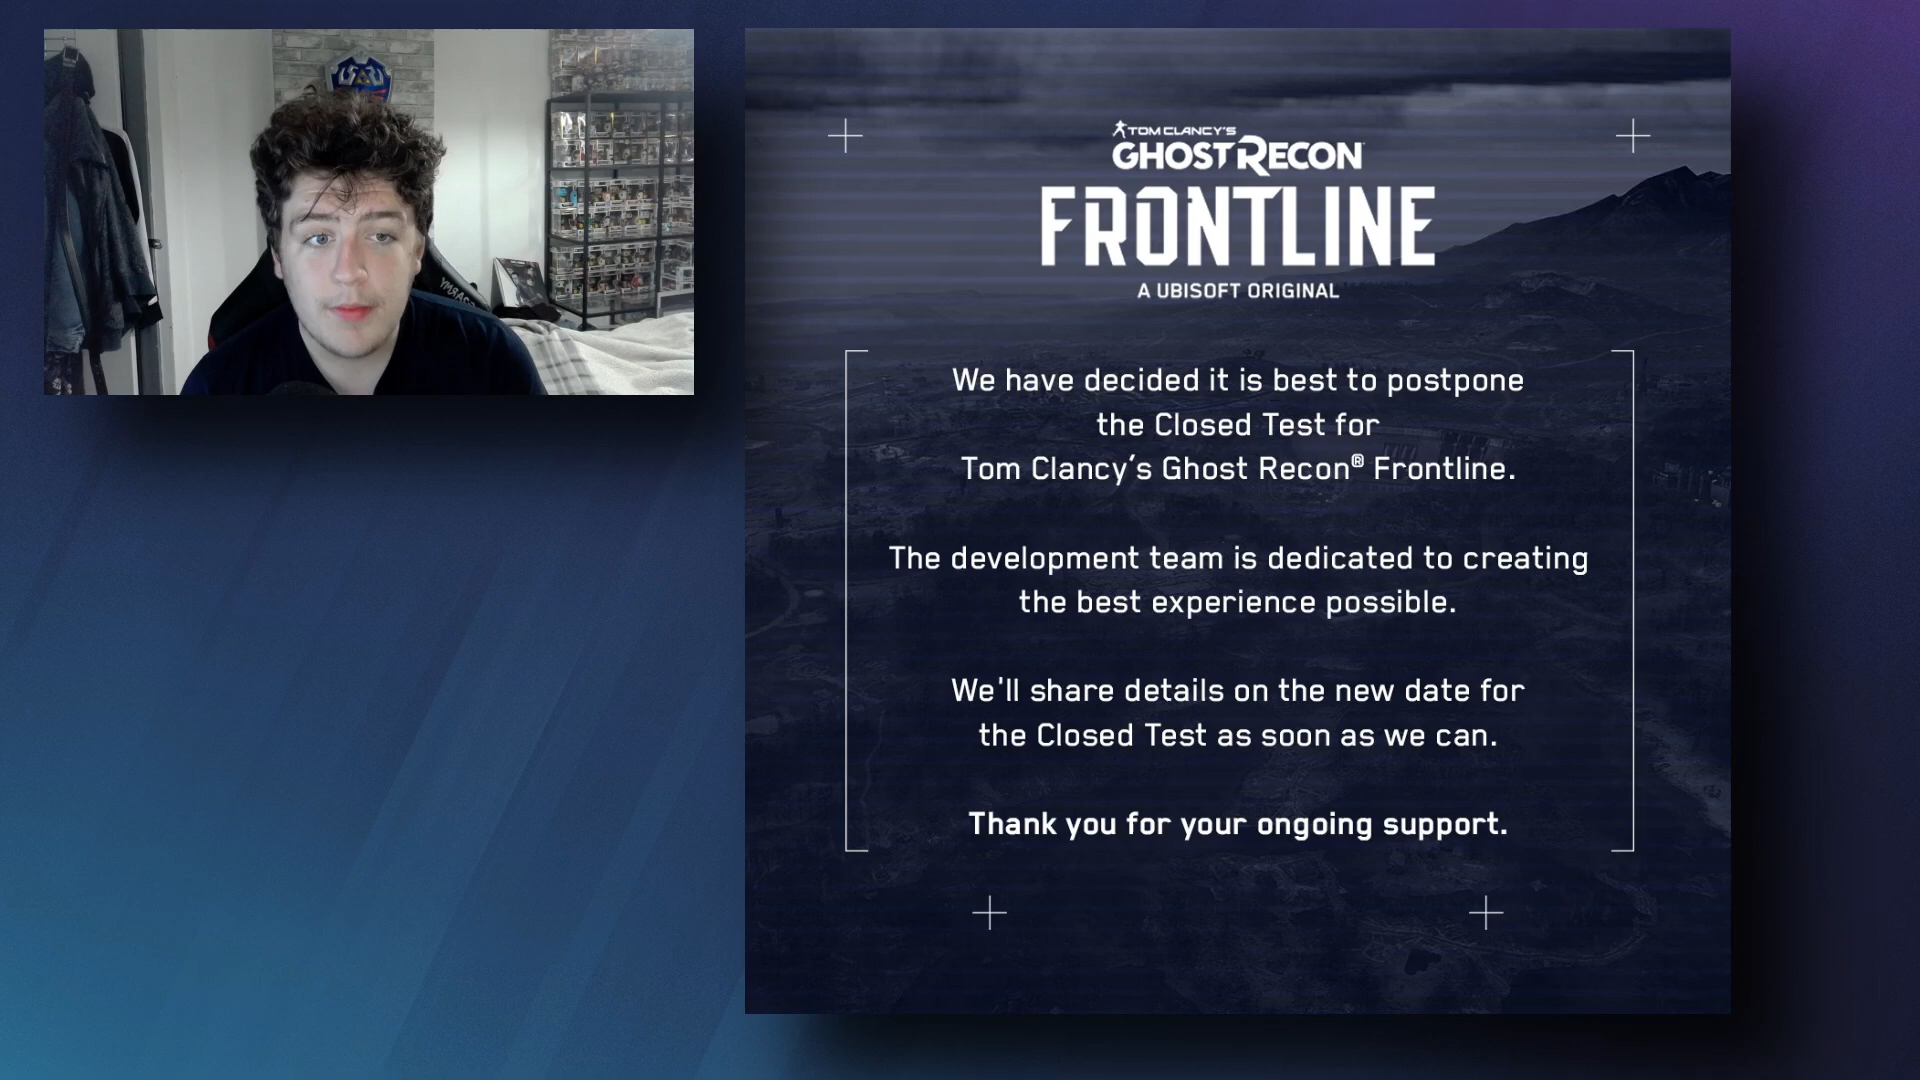 TOM CLANCY'S
GHOST RECON
FRONTLINE
A UBISOFT ORIGINAL
We have decided it is best to postpone
the Closed Test for
Tom Clancy's Ghost Recon® Frontline.
The development team is dedicated to creating
the best experience possible.
We'll share details on the new date for
the Closed Test as soon as we can.
Thank you for your ongoing support.